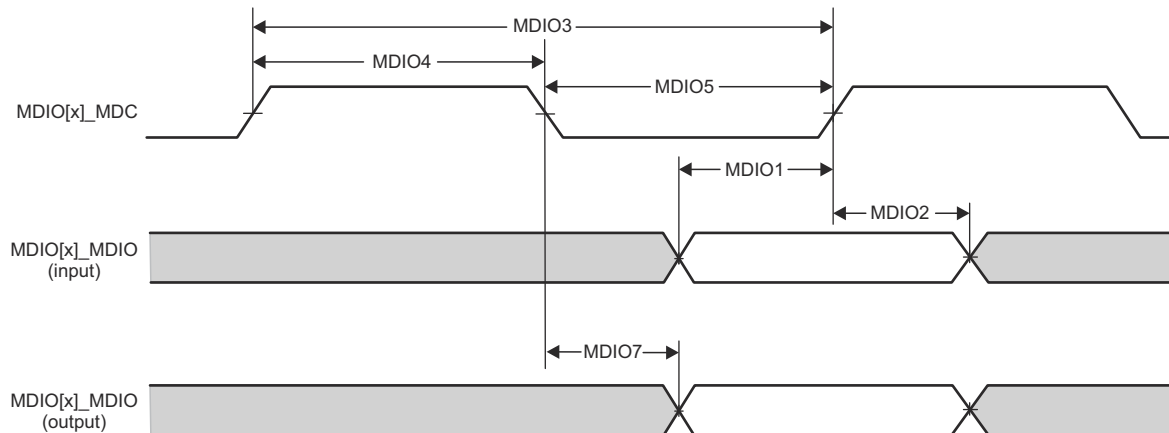 MDIO3
MDIO4
MDIO5
MDIO[x]_MDC
MDIO1
MDIO2
MDIO[x]_MDIO
(input)
MDIO7
MDIO[x]_MDIO
(output)